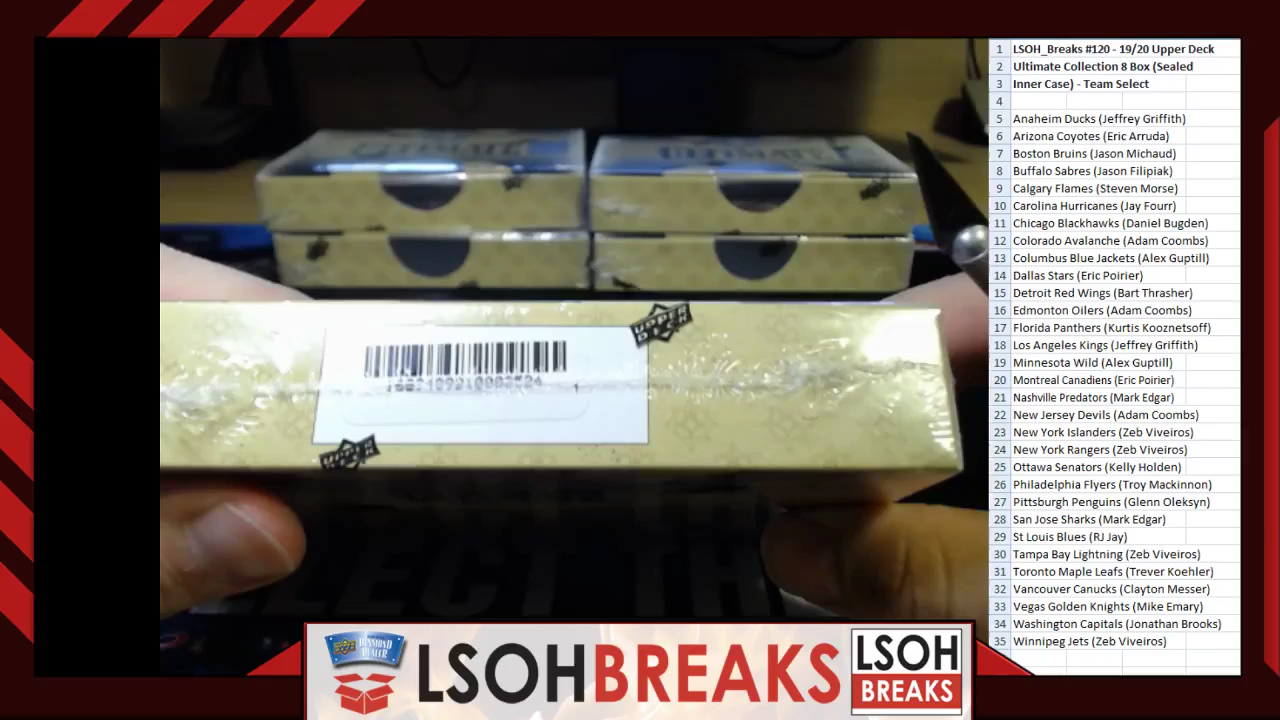 ULTIMATE
ULTIMATE
UPPER DECK
UPPER DECK
1 LSOH_Breaks #120 - 19/20 Upper Deck
2 Ultimate Collection 8 Box (Sealed
3 Inner Case) - Team Select
4
5 Anaheim Ducks (Jeffrey Griffith)
6 Arizona Coyotes (Eric Arruda)
7 Boston Bruins (Jason Michaud)
8 Buffalo Sabres (Jason Filipiak)
9 Calgary Flames (Steven Morse)
10 Carolina Hurricanes (Jay Fourr)
11 Chicago Blackhawks (Daniel Bugden)
12 Colorado Avalanche (Adam Coombs)
13 Columbus Blue Jackets (Alex Guptill)
14 Dallas Stars (Eric Poirier)
15 Detroit Red Wings (Bart Thrasher)
16 Edmonton Oilers (Adam Coombs)
17 Florida Panthers (Kurtis Kooznetsoff)
18 Los Angeles Kings (Jeffrey Griffith)
19 Minnesota Wild (Alex Guptill)
20 Montreal Canadiens (Eric Poirier)
21 Nashville Predators (Mark Edgar)
22 New Jersey Devils (Adam Coombs)
23 New York Islanders (Zeb Viveiros)
24 New York Rangers (Zeb Viveiros)
25 Ottawa Senators (Kelly Holden)
26 Philadelphia Flyers (Troy Mackinnon)
27 Pittsburgh Penguins (Glenn Oleksyn)
28 San Jose Sharks (Mark Edgar)
29 St Louis Blues (RJ Jay)
30 Tampa Bay Lightning (Zeb Viveiros)
31 Toronto Maple Leafs (Trever Koehler)
32 Vancouver Canucks (Clayton Messer)
33 Vegas Golden Knights (Mike Emary)
34 Washington Capitals (Jonathan Brooks)
35 Winnipeg Jets (Zeb Viveiros)
DIAMOND
DEALER
LSOHBREAKS
LSOH
BREAKS